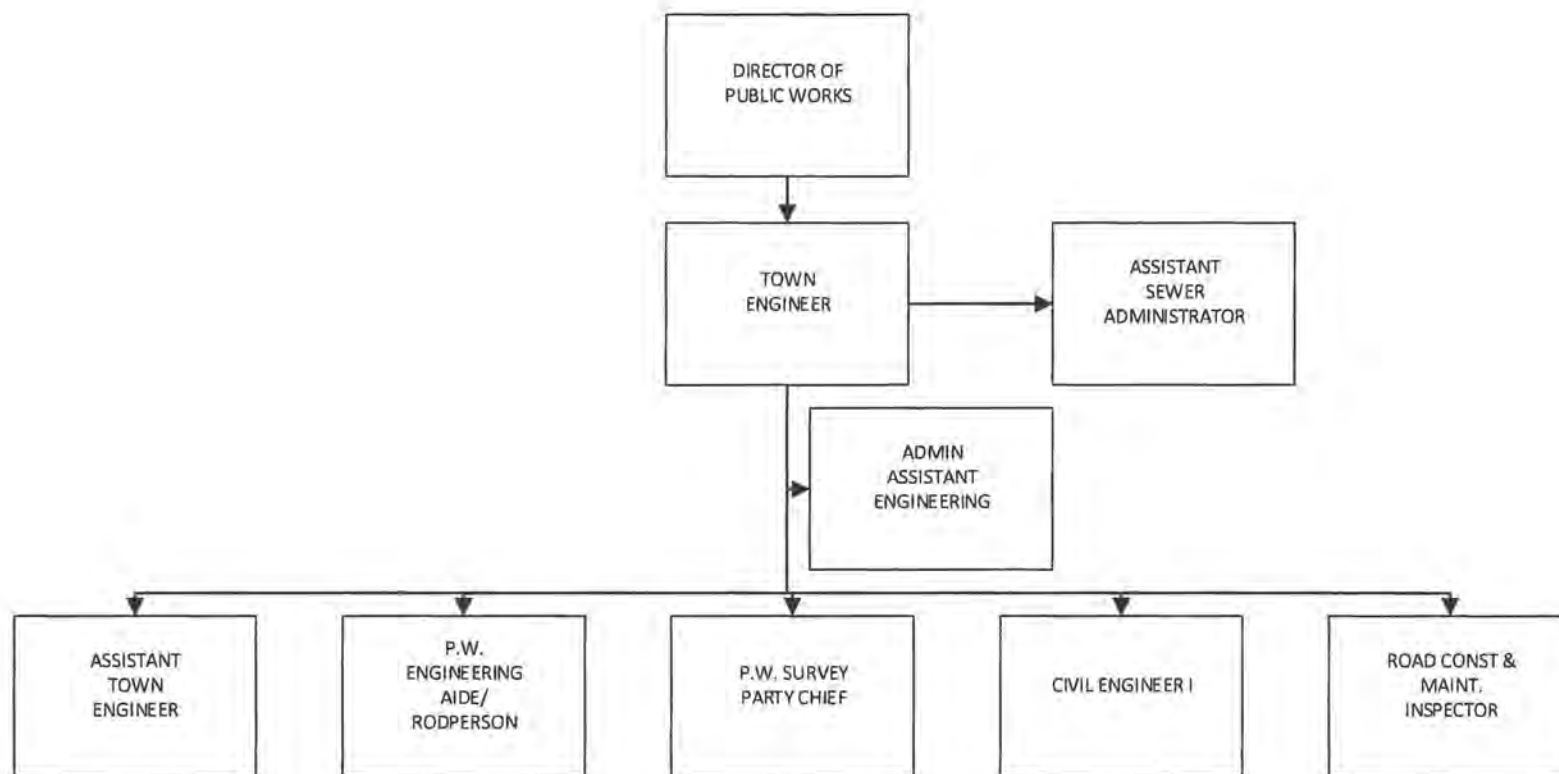 DIRECTOR OF
PUBLIC WORKS
TOWN
ENGINEER
ASSISTANT
SEWER
ADMINISTRATOR
ADMIN
ASSISTANT
ENGINEERING
ASSISTANT
TOWN
ENGINEER
P.W.
ENGINEERING
AIDE/
RODPERSON
P.W. SURVEY
PARTY CHIEF
CIVIL ENGINEER I
ROAD CONST &
MAINT.
INSPECTOR